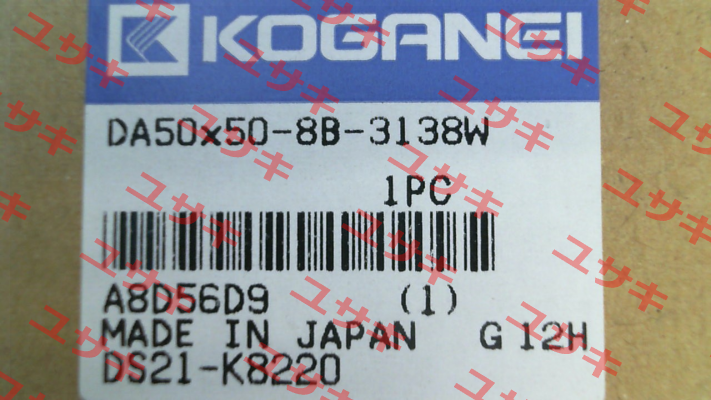 KOGANEI
DA50x50-8B-3138W
1PC
A8D56D9 (1)
MADE IN JAPAN G 12H
DS21-K8220
ユサキ